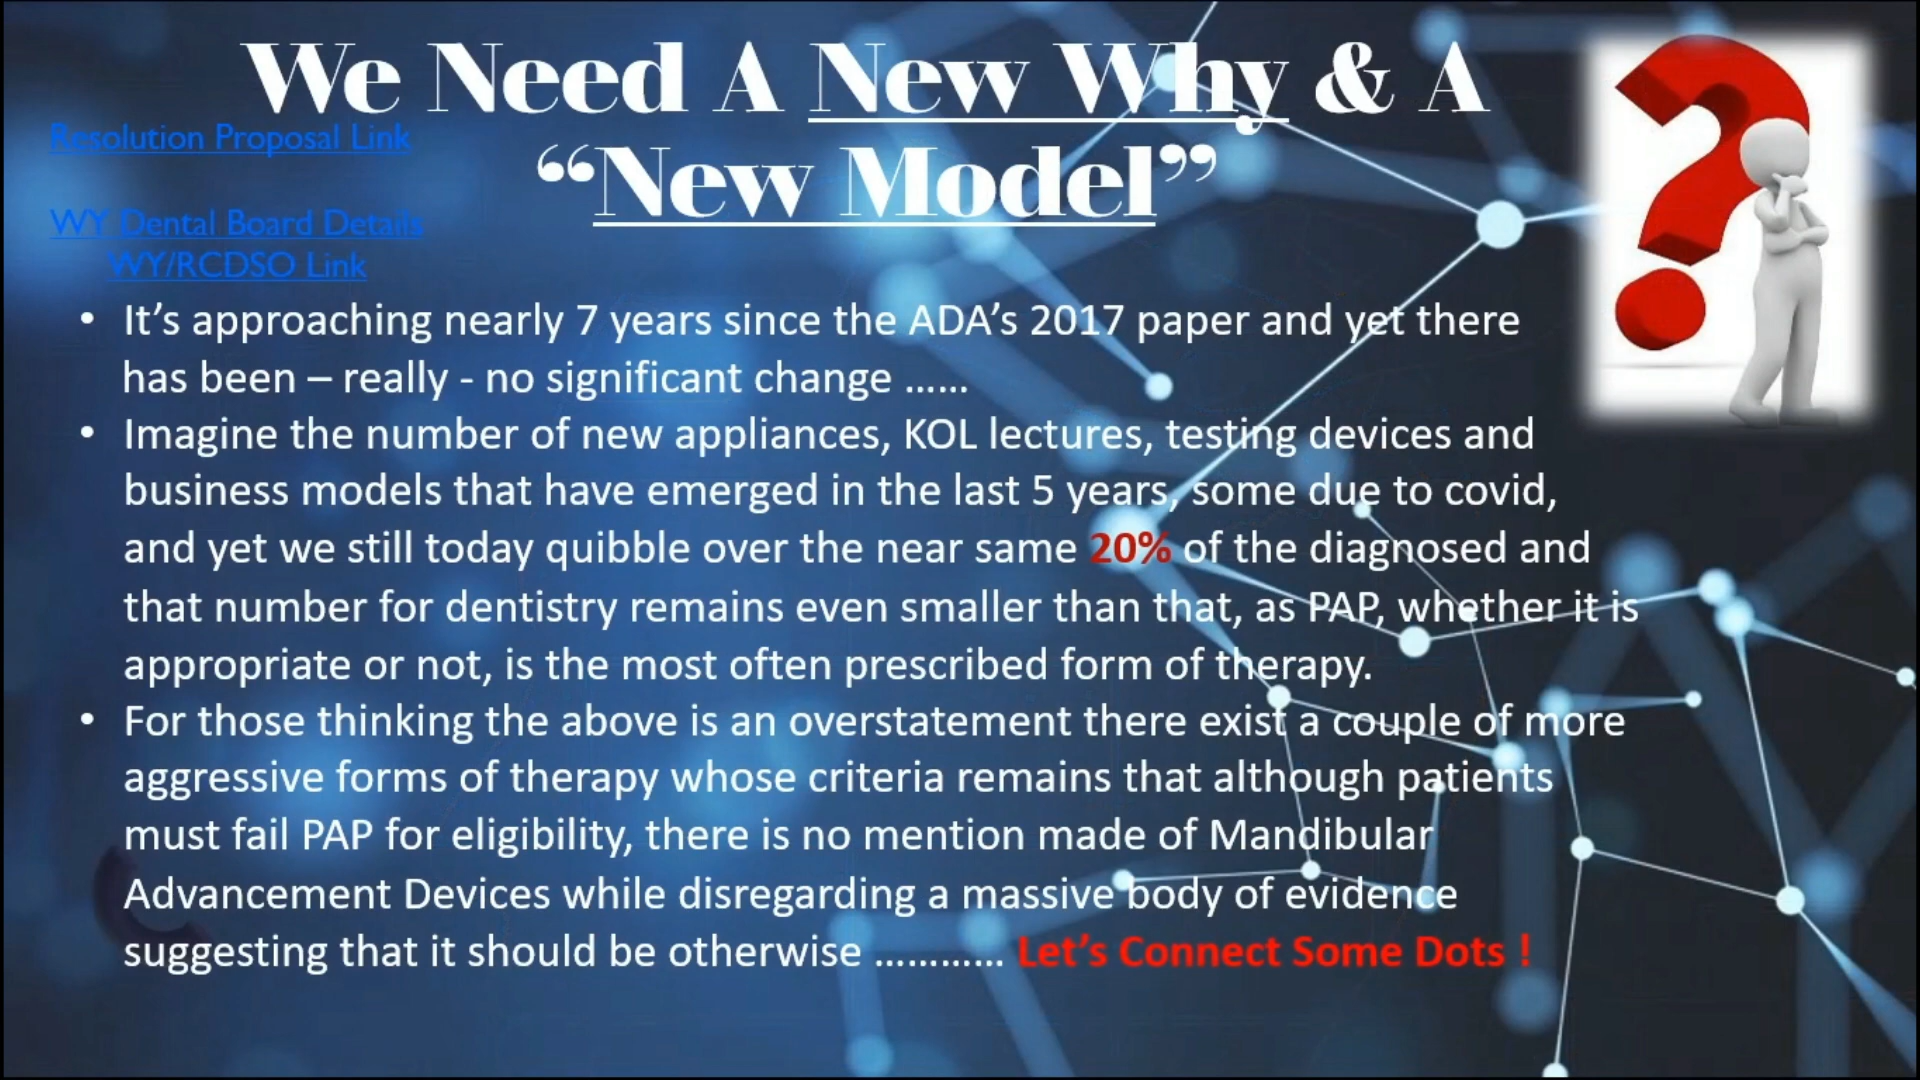 We Need A New Why & A
“New Model”
Resolution Proposal Link
WY Dental Board Details
WY/RCDSO Link
• It’s approaching nearly 7 years since the ADA’s 2017 paper and yet there
has been – really - no significant change ......
• Imagine the number of new appliances, KOL lectures, testing devices and
business models that have emerged in the last 5 years, some due to covid,
and yet we still today quibble over the near same 20% of the diagnosed and
that number for dentistry remains even smaller than that, as PAP, whether it is
appropriate or not, is the most often prescribed form of therapy.
• For those thinking the above is an overstatement there exist a couple of more
aggressive forms of therapy whose criteria remains that although patients
must fail PAP for eligibility, there is no mention made of Mandibular
Advancement Devices while disregarding a massive body of evidence
suggesting that it should be otherwise ............ Let’s Connect Some Dots !